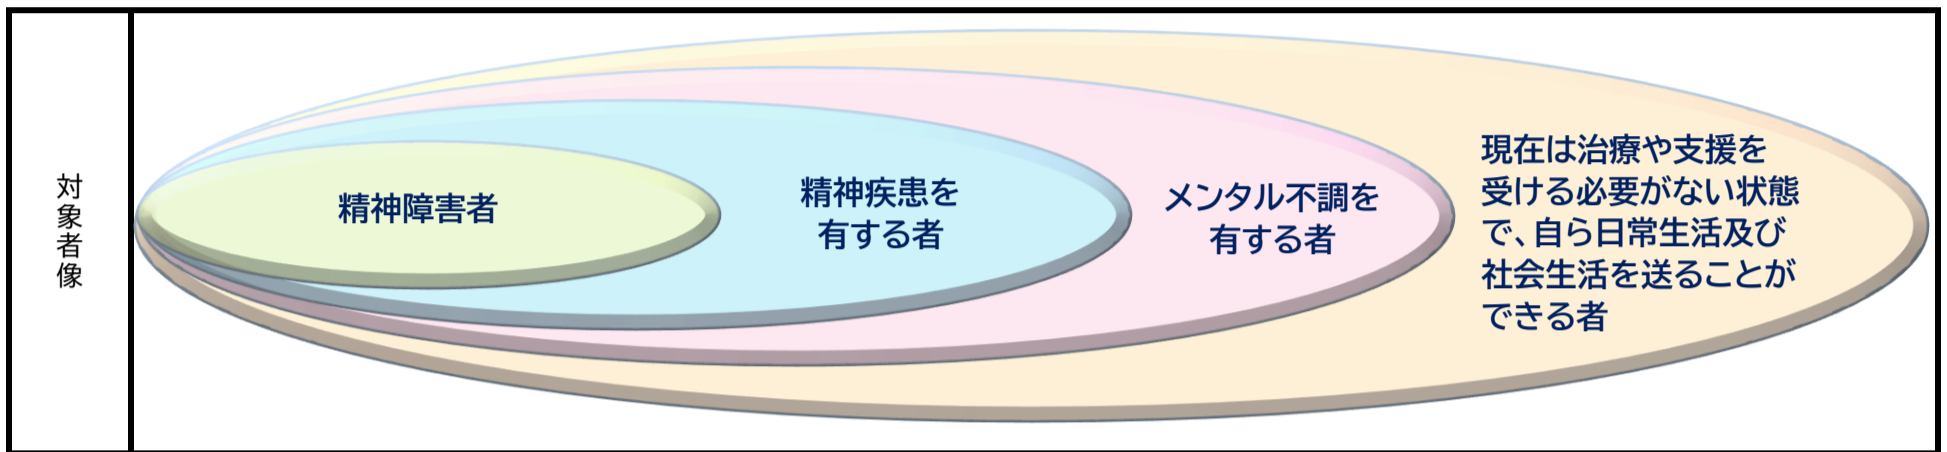 対象者像
精神障害者
精神疾患を
有する者
メンタル不調を
有する者
現在は治療や支援を
受ける必要がない状態
で、自ら日常生活及び
社会生活を送ることが
できる者